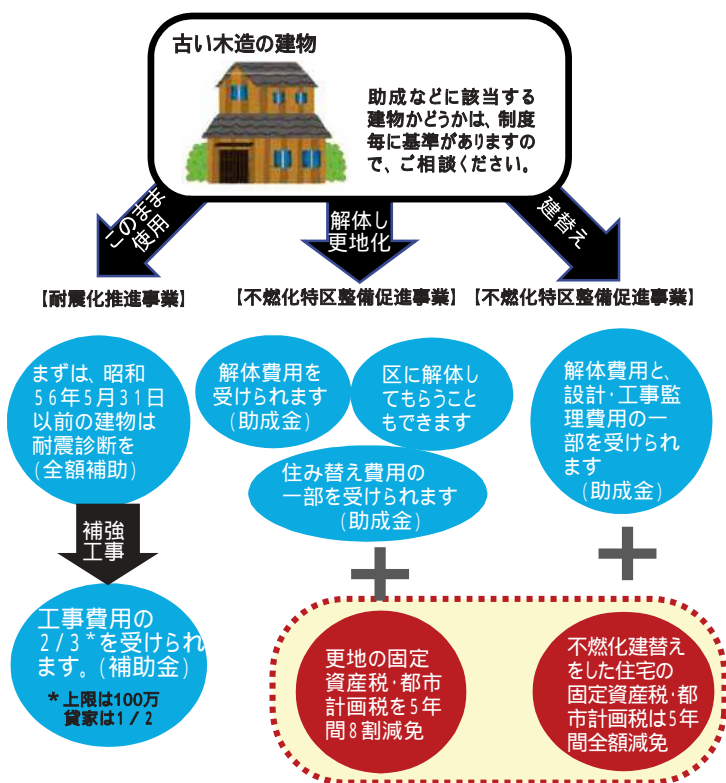 古い木造の建物
助成などに該当する
建物かどうかは、制度
毎に基準がありますの
で、ご相談ください。
このまま
使用
解体し
更地化
建替え
【耐震化推進事業】
【不燃化特区整備促進事業】
【不燃化特区整備促進事業】
まずは、昭和
56年5月31日
以前の建物は
耐震診断を
(全額補助)
補強
工事
工事費用の
2/3*を受けられ
ます。(補助金)
*上限は100万
貸家は1/2
解体費用を
受けられます
(助成金)
区に解体し
てもらうこと
もできます
住み替え費用の
一部を受けられます
(助成金)
更地の固定
資産税・都市
計画税を5年
間8割減免
解体費用と、
設計・工事監
理費用の一
部を受けられ
ます
(助成金)
不燃化建替え
をした住宅の
固定資産税・都
市計画税は5年
間全額減免